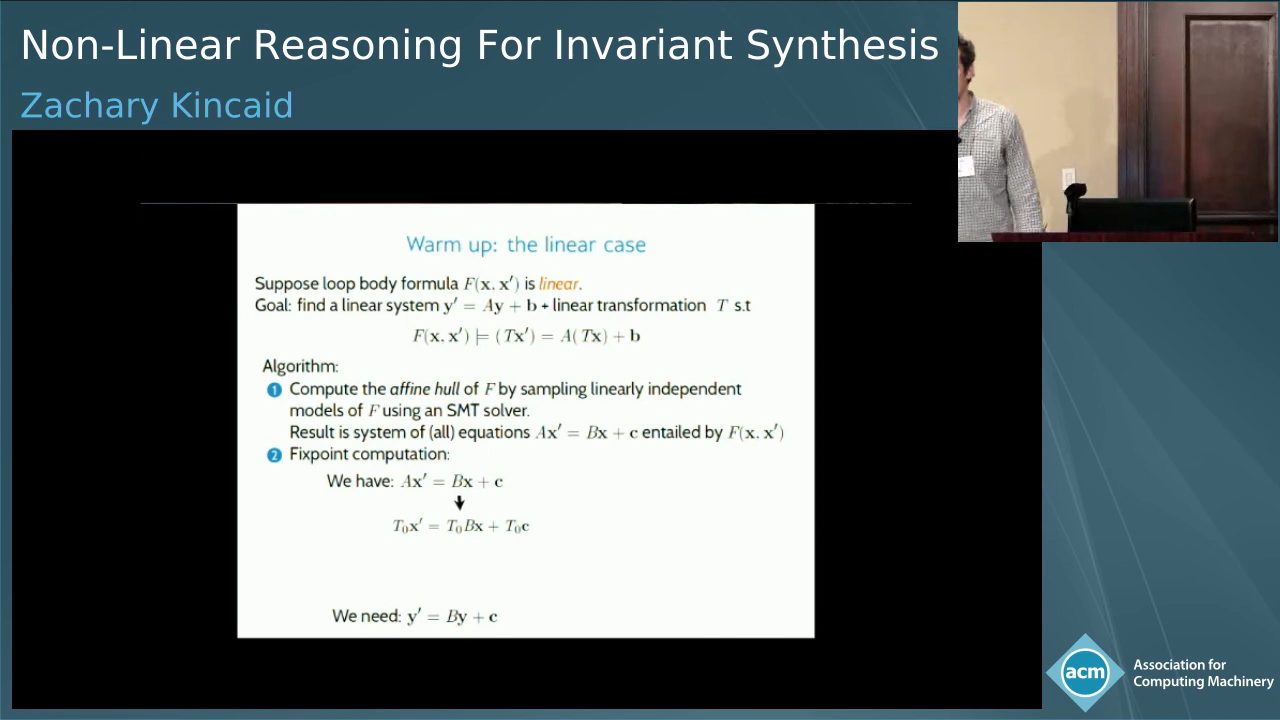 Non-Linear Reasoning For Invariant Synthesis
Zachary Kincaid
Warm up: the linear case
Suppose loop body formula F(x, x′) is linear.
Goal: find a linear system y′ = Ay + b + linear transformation T s.t
F(x, x′) ⊨ (Tx′) = A(Tx) + b
Algorithm:
1 Compute the affine hull of F by sampling linearly independent
models of F using an SMT solver.
Result is system of (all) equations Ax′ = Bx + c entailed by F(x, x′)
2 Fixpoint computation:
We have: Ax′ = Bx + c
T₀x′ = T₀Bx + T₀c
We need: y′ = By + c
acm
Association for
Computing Machinery